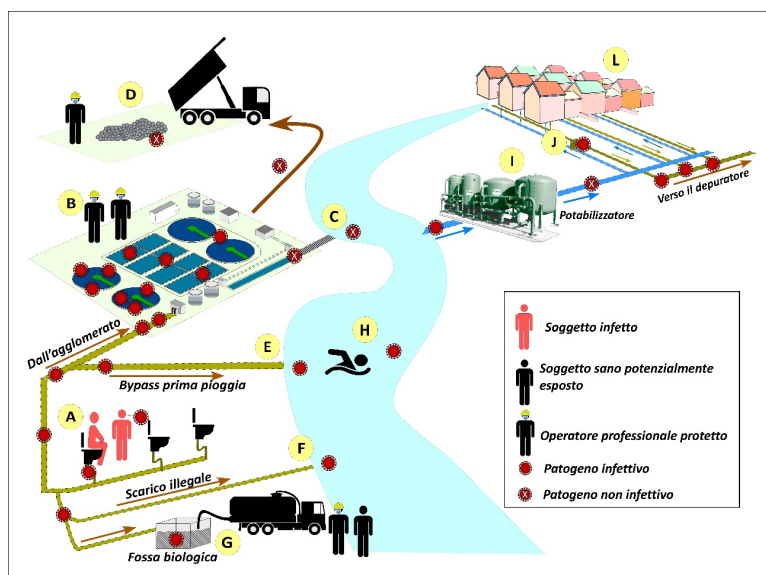 D
L
J
I
B
C
Potabilizzatore
Verso il depuratore
Dall'agglomerato
E
H
Bypass prima pioggia
A
F
Scarico illegale
G
Fossa biologica
Soggetto infetto
Soggetto sano potenzialmente
esposto
Operatore professionale protetto
Patogeno infettivo
X Patogeno non infettivo